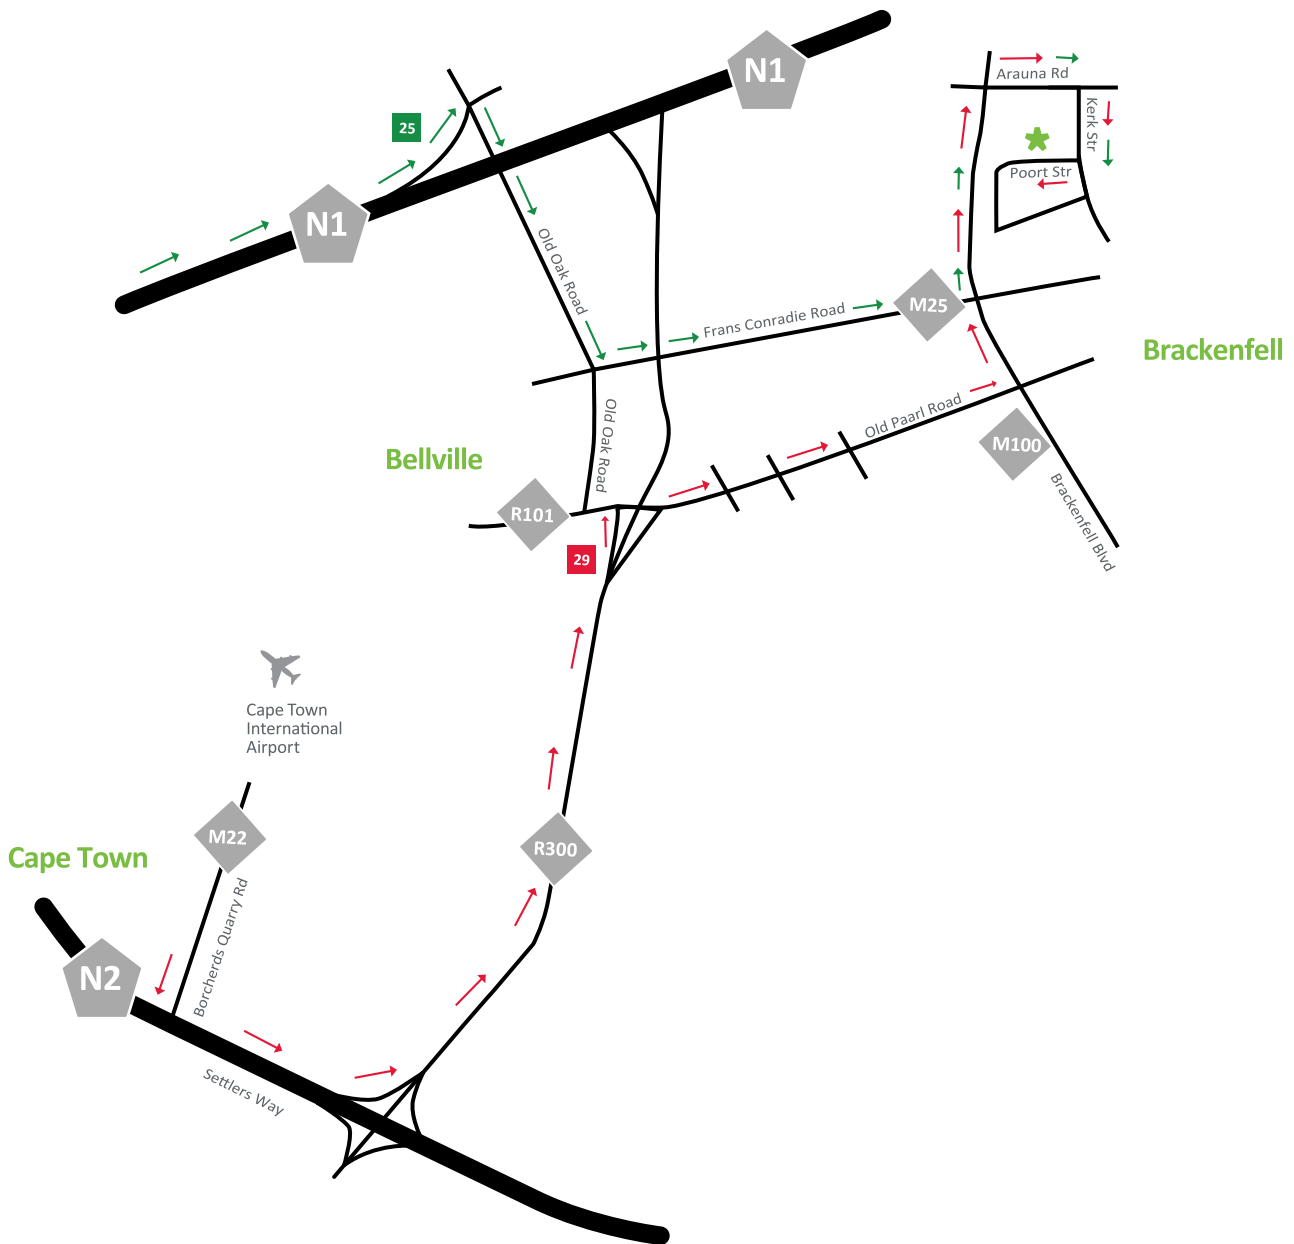 N1
Arauna Rd
Kerk Str
25
Poort Str
N1
Old Oak Road
M25
Frans Conradie Road
Brackenfell
Old Paarl Road
Old Oak Road
M100
Bellville
R101
Brackenfell Blvd
29
Cape Town
International
Airport
M22
R300
Cape Town
Borcherds Quarry Rd
N2
Settlers Way